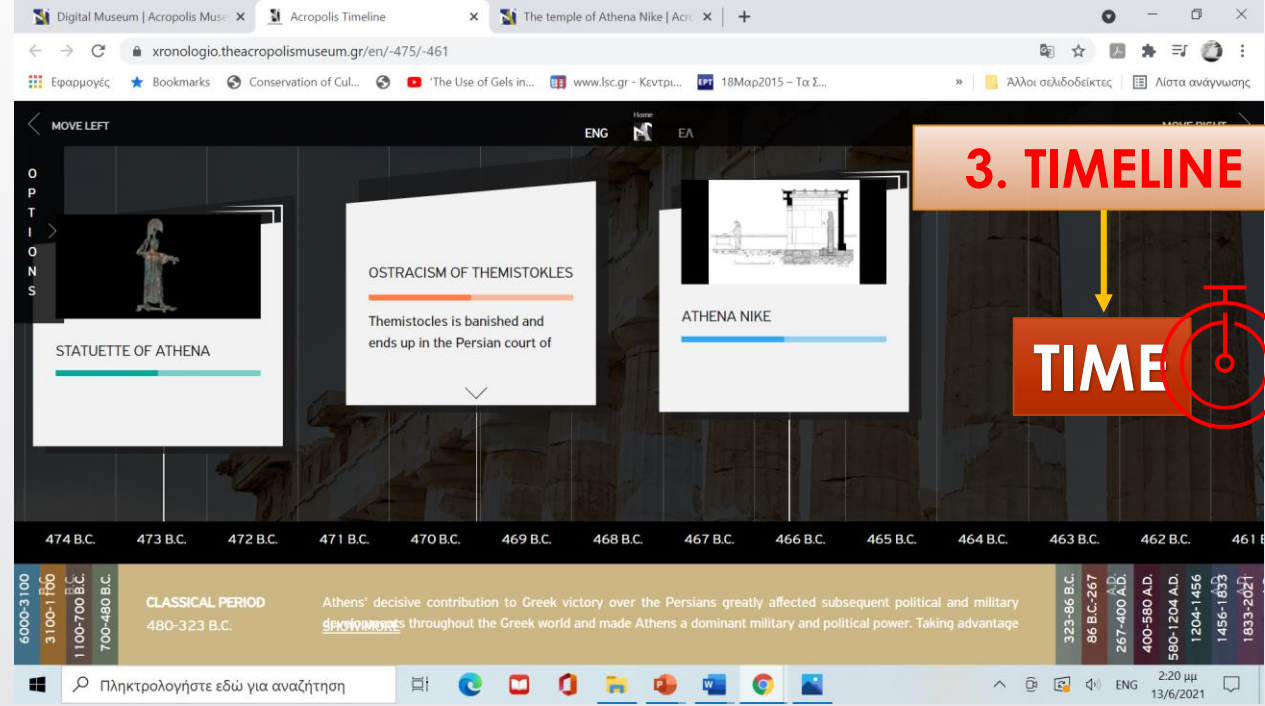 Digital Museum | Acropolis Muse
Acropolis Timeline
The temple of Athena Nike | Acro
xronologio.theacropolismuseum.gr/en/-475/-461
Εφαρμογές
Bookmarks
Conservation of Cul...
'The Use of Gels in...
www.lsc.gr - Κεντρι...
18Μαρ2015 – Τα Σ...
»
Άλλοι σελιδοδείκτες
Λίστα ανάγνωσης
MOVE LEFT
Home
ENG
ΕΛ
MOVE RIGHT
3. TIMELINE
OPTIONS
STATUETTE OF ATHENA
OSTRACISM OF THEMISTOKLES
Themistocles is banished and
ends up in the Persian court of
ATHENA NIKE
TIME
474 B.C. 473 B.C. 472 B.C. 471 B.C. 470 B.C. 469 B.C. 468 B.C. 467 B.C. 466 B.C. 465 B.C. 464 B.C. 463 B.C. 462 B.C. 461 B
6000-3100
B.C.
3100-1100
B.C.
1100-700 B.C.
700-480 B.C.
CLASSICAL PERIOD
480-323 B.C.
Athens' decisive contribution to Greek victory over the Persians greatly affected subsequent political and military
developments throughout the Greek world and made Athens a dominant military and political power. Taking advantage
SHOW MORE
323-86 B.C.
86 B.C.-267
A.D.
267-400 A.D.
400-580 A.D.
580-1204 A.D.
1204-1456
1456-1833
1833-2021
Πληκτρολογήστε εδώ για αναζήτηση
ENG
2:20 μμ
13/6/2021